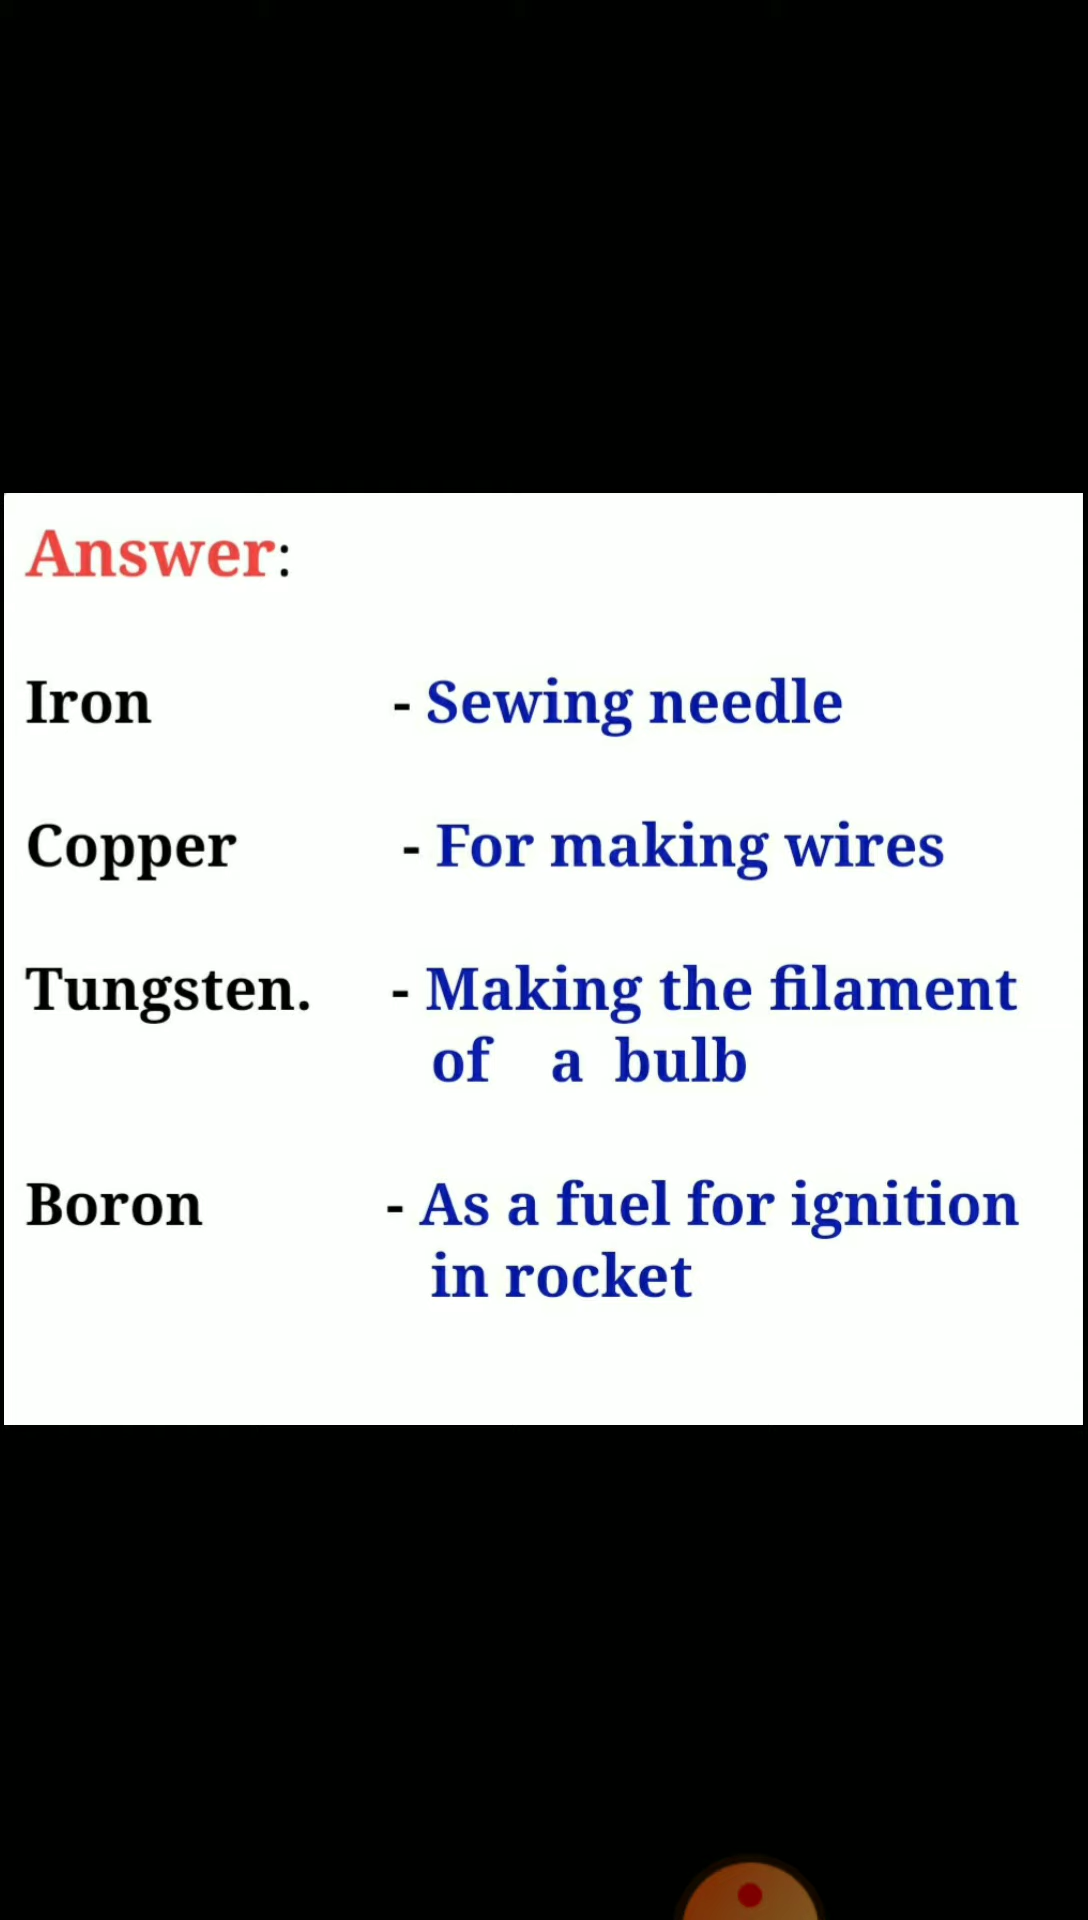 Answer:
Iron - Sewing needle
Copper - For making wires
Tungsten. - Making the filament
of a bulb
Boron - As a fuel for ignition
in rocket